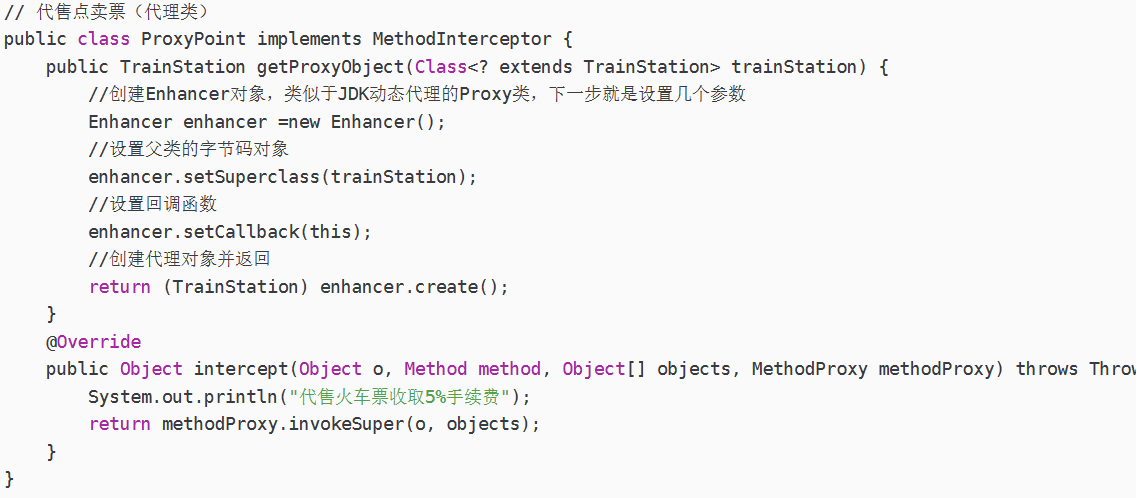 // 代售点卖票（代理类）
public class ProxyPoint implements MethodInterceptor {
    public TrainStation getProxyObject(Class<? extends TrainStation> trainStation) {
        //创建Enhancer对象，类似于JDK动态代理的Proxy类，下一步就是设置几个参数
        Enhancer enhancer =new Enhancer();
        //设置父类的字节码对象
        enhancer.setSuperclass(trainStation);
        //设置回调函数
        enhancer.setCallback(this);
        //创建代理对象并返回
        return (TrainStation) enhancer.create();
    }
    @Override
    public Object intercept(Object o, Method method, Object[] objects, MethodProxy methodProxy) throws Throw
        System.out.println("代售火车票收取5%手续费");
        return methodProxy.invokeSuper(o, objects);
    }
}